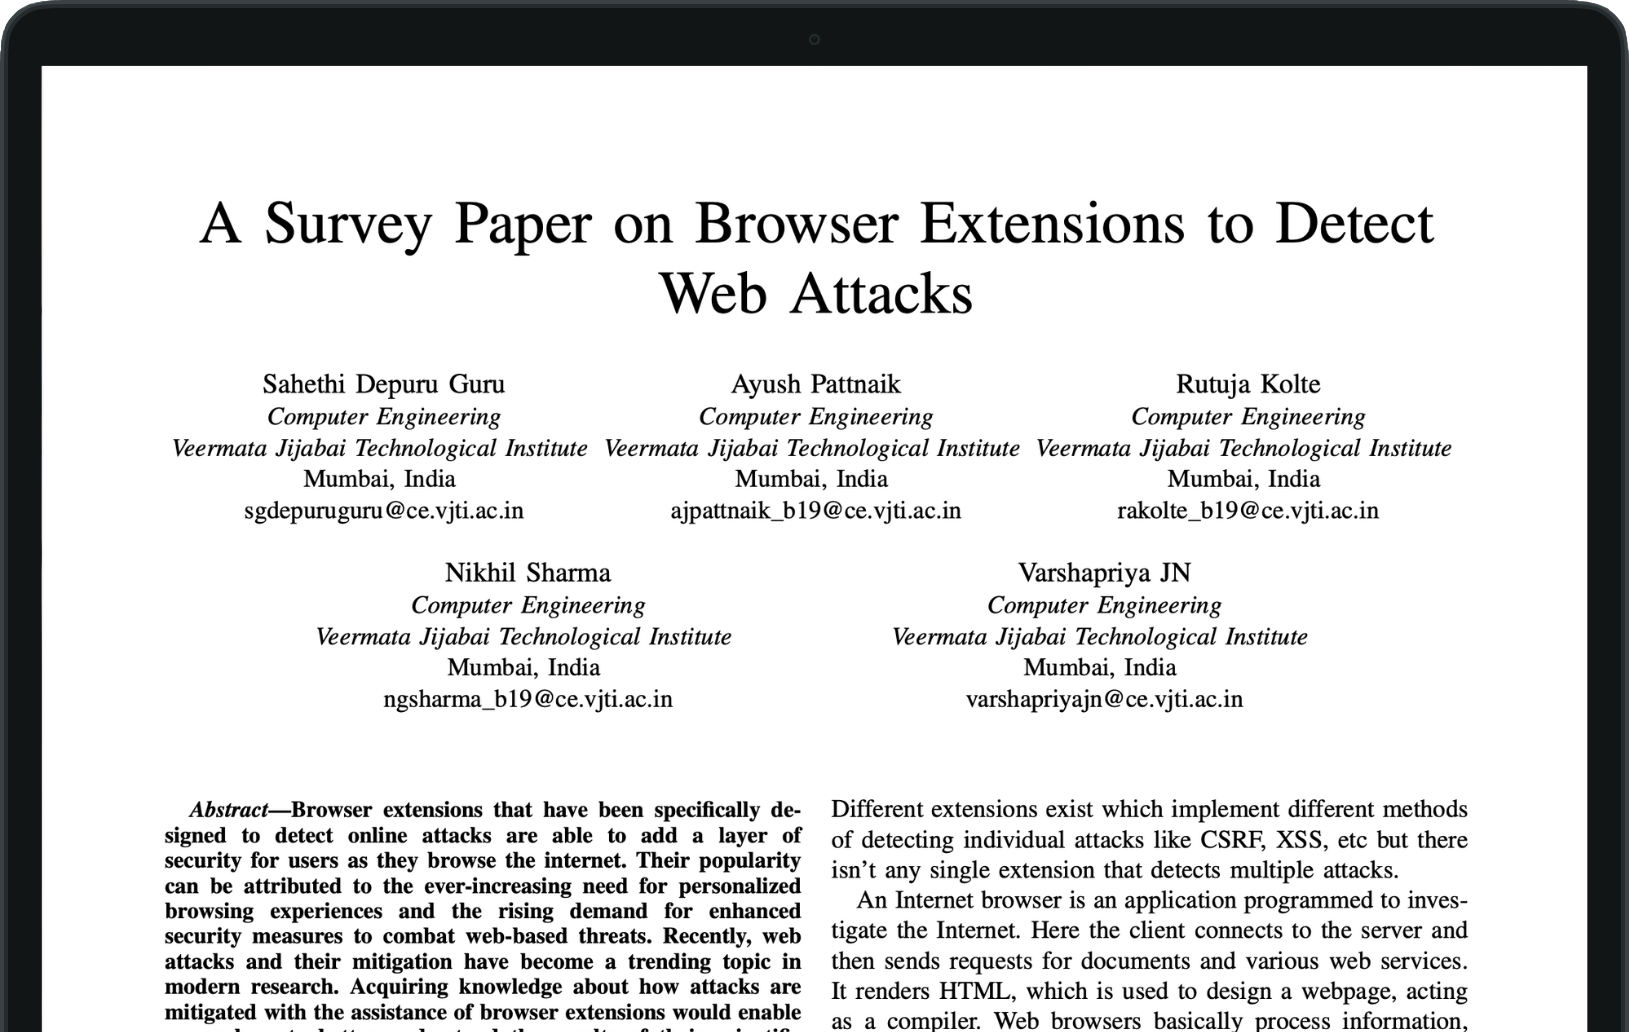 A Survey Paper on Browser Extensions to Detect
Web Attacks
Sahethi Depuru Guru
Computer Engineering
Veermata Jijabai Technological Institute
Mumbai, India
sgdepuruguru@ce.vjti.ac.in
Ayush Pattnaik
Computer Engineering
Veermata Jijabai Technological Institute
Mumbai, India
ajpattnaik_b19@ce.vjti.ac.in
Rutuja Kolte
Computer Engineering
Veermata Jijabai Technological Institute
Mumbai, India
rakolte_b19@ce.vjti.ac.in
Nikhil Sharma
Computer Engineering
Veermata Jijabai Technological Institute
Mumbai, India
ngsharma_b19@ce.vjti.ac.in
Varshapriya JN
Computer Engineering
Veermata Jijabai Technological Institute
Mumbai, India
varshapriyajn@ce.vjti.ac.in
Abstract—Browser extensions that have been specifically de-
signed to detect online attacks are able to add a layer of
security for users as they browse the internet. Their popularity
can be attributed to the ever-increasing need for personalized
browsing experiences and the rising demand for enhanced
security measures to combat web-based threats. Recently, web
attacks and their mitigation have become a trending topic in
modern research. Acquiring knowledge about how attacks are
mitigated with the assistance of browser extensions would enable
Different extensions exist which implement different methods
of detecting individual attacks like CSRF, XSS, etc but there
isn't any single extension that detects multiple attacks.
An Internet browser is an application programmed to inves-
tigate the Internet. Here the client connects to the server and
then sends requests for documents and various web services.
It renders HTML, which is used to design a webpage, acting
as a compiler. Web browsers basically process information,